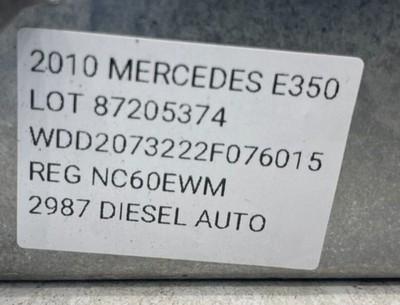 2010 MERCEDES E350
LOT 87205374
WDD2073222F076015
REG NC60EWM
2987 DIESEL AUTO